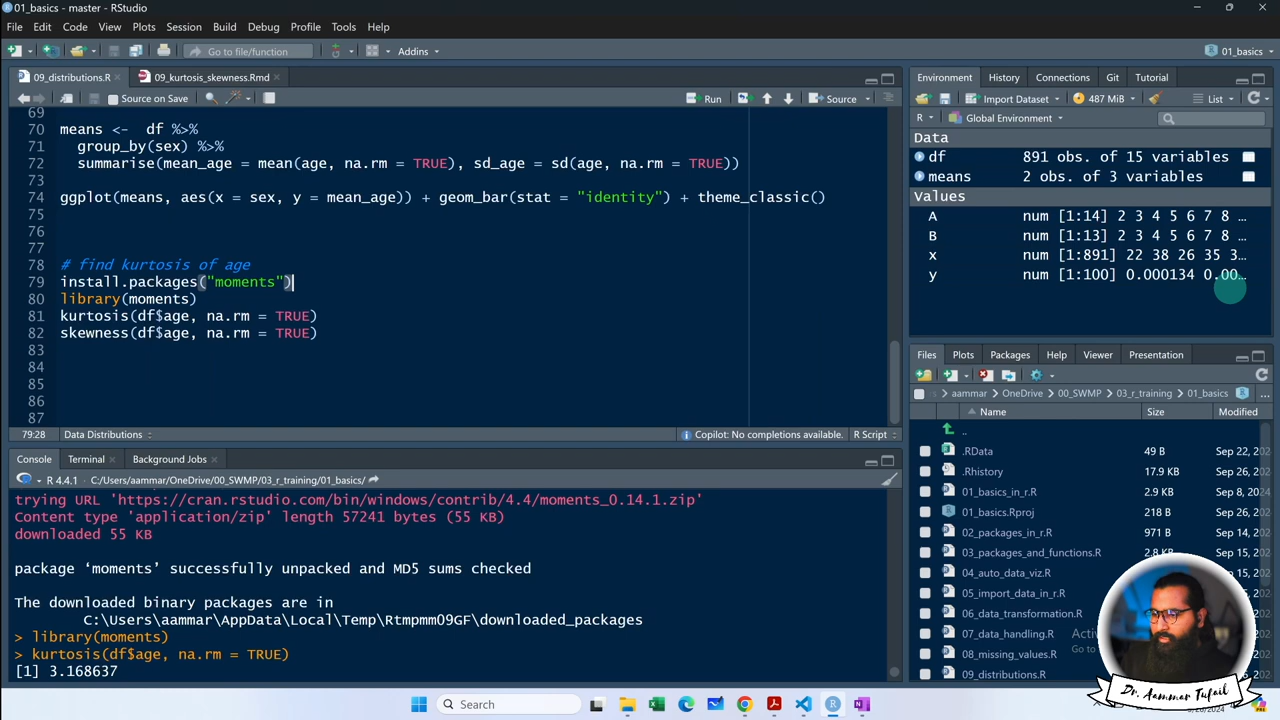 01_basics - master - RStudio
File Edit Code View Plots Session Build Debug Profile Tools Help
Go to file/function Addins 01_basics
09_distributions.R 09_kurtosis_skewness.Rmd
Source on Save Run Source
69
70 means <- df %>%
71 group_by(sex) %>%
72 summarise(mean_age = mean(age, na.rm = TRUE), sd_age = sd(age, na.rm = TRUE))
73
74 ggplot(means, aes(x = sex, y = mean_age)) + geom_bar(stat = "identity") + theme_classic()
75
76
77
78 # find kurtosis of age
79 install.packages("moments")
80 library(moments)
81 kurtosis(df$age, na.rm = TRUE)
82 skewness(df$age, na.rm = TRUE)
83
84
85
86
87
79:28 Data Distributions Copilot: No completions available. R Script
Console Terminal Background Jobs
R 4.4.1 · C:/Users/aammar/OneDrive/00_SWMP/03_r_training/01_basics/
trying URL 'https://cran.rstudio.com/bin/windows/contrib/4.4/moments_0.14.1.zip'
Content type 'application/zip' length 57241 bytes (55 KB)
downloaded 55 KB
package ‘moments’ successfully unpacked and MD5 sums checked
The downloaded binary packages are in
C:\Users\aammar\AppData\Local\Temp\Rtmpmm09GF\downloaded_packages
> library(moments)
> kurtosis(df$age, na.rm = TRUE)
[1] 3.168637
Environment History Connections Git Tutorial
Import Dataset 487 MiB List
R Global Environment
Data
df 891 obs. of 15 variables
means 2 obs. of 3 variables
Values
A num [1:14] 2 3 4 5 6 7 8 …
B num [1:13] 2 3 4 5 6 7 8 …
x num [1:891] 22 38 26 35 3…
y num [1:100] 0.000134 0.00…
Files Plots Packages Help Viewer Presentation
aammar > OneDrive > 00_SWMP > 03_r_training > 01_basics ...
Name Size Modified
..
.RData 49 B Sep 22, 202
.Rhistory 17.9 KB Sep 26, 202
01_basics_in_r.R 2.9 KB Sep 8, 2024
01_basics.Rproj 218 B Sep 26, 202
02_packages_in_r.R 971 B Sep 14, 202
03_packages_and_functions.R 2.8 KB Sep 15, 202
04_auto_data_viz.R
05_import_data_in_r.R
06_data_transformation.R
07_data_handling.R
08_missing_values.R
09_distributions.R
Dr. Aammar Tufail
Search